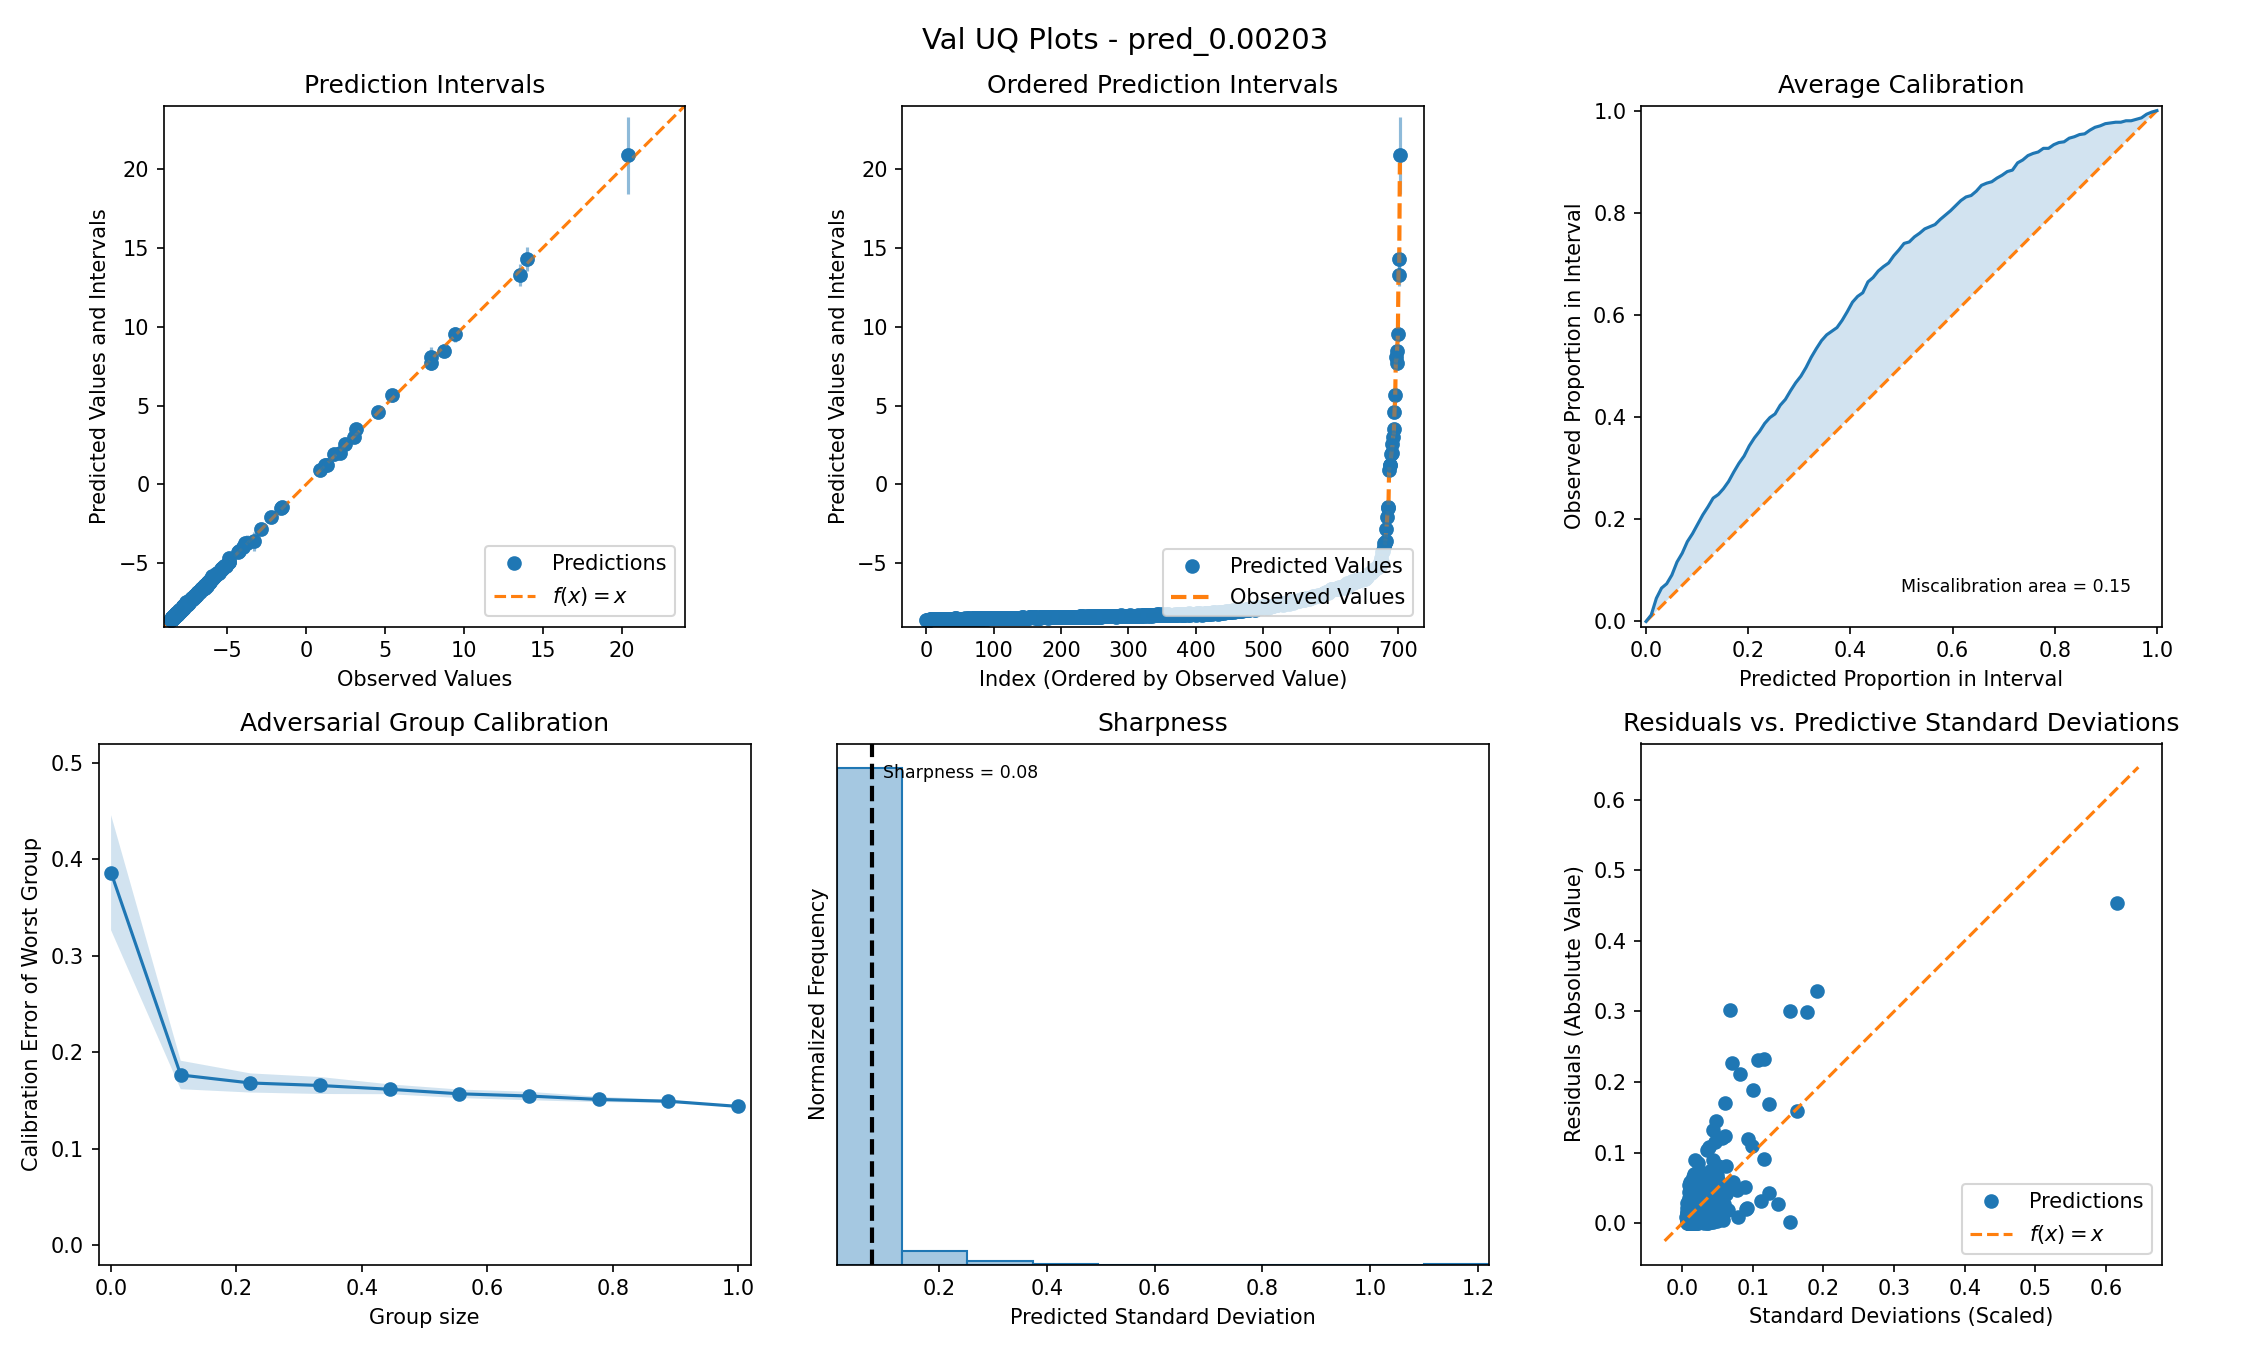 Val UQ Plots - pred_0.00203
Prediction Intervals
Predicted Values and Intervals
20
15
10
5
0
−5
−5 0 5 10 15 20
Observed Values
Predictions
f(x) = x
Ordered Prediction Intervals
Predicted Values and Intervals
20
15
10
5
0
−5
0 100 200 300 400 500 600 700
Index (Ordered by Observed Value)
Predicted Values
Observed Values
Average Calibration
Observed Proportion in Interval
1.0
0.8
0.6
0.4
0.2
0.0
0.0 0.2 0.4 0.6 0.8 1.0
Predicted Proportion in Interval
Miscalibration area = 0.15
Adversarial Group Calibration
Calibration Error of Worst Group
0.5
0.4
0.3
0.2
0.1
0.0
0.0 0.2 0.4 0.6 0.8 1.0
Group size
Sharpness
Normalized Frequency
Sharpness = 0.08
0.2 0.4 0.6 0.8 1.0 1.2
Predicted Standard Deviation
Residuals vs. Predictive Standard Deviations
Residuals (Absolute Value)
0.6
0.5
0.4
0.3
0.2
0.1
0.0
0.0 0.1 0.2 0.3 0.4 0.5 0.6
Standard Deviations (Scaled)
Predictions
f(x) = x